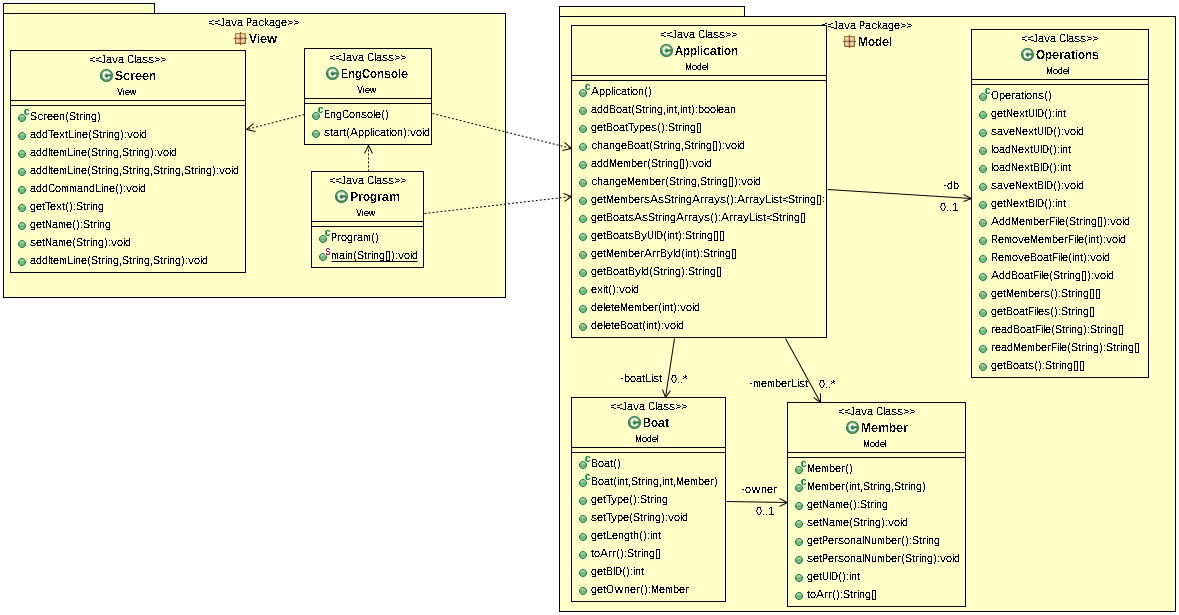 <<Java Package>>
View
<<Java Class>>
Screen
View
Screen(String)
addTextLine(String):void
addItemLine(String,String):void
addItemLine(String,String,String,String):void
addCommandLine():void
getText():String
getName():String
setName(String):void
addItemLine(String,String,String):void
<<Java Class>>
EngConsole
View
EngConsole()
start(Application):void
<<Java Class>>
Program
View
Program()
main(String[]):void
<<Java Package>>
Model
<<Java Class>>
Application
Model
Application()
addBoat(String,int,int):boolean
getBoatTypes():String[]
changeBoat(String,String[]):void
addMember(String[]):void
changeMember(String,String[]):void
getMembersAsStringArrays():ArrayList<String[]>
getBoatsAsStringArrays():ArrayList<String[]
getBoatsByUID(int):String[][]
getMemberArrById(int):String[]
getBoatById(String):String[]
exit():void
deleteMember(int):void
deleteBoat(int):void
<<Java Class>>
Operations
Model
Operations()
getNextUID():int
saveNextUID():void
loadNextUID():int
loadNextBID():int
saveNextBID():void
getNextBID():int
AddMemberFile(String[]):void
RemoveMemberFile(int):void
RemoveBoatFile(int):void
AddBoatFile(String[]):void
getMembers():String[][]
getBoatFiles():String[]
readBoatFile(String):String[]
readMemberFile(String):String[]
getBoats():String[][]
-db
0..1
-boatList 0..*
-memberList 0..*
<<Java Class>>
Boat
Model
Boat()
Boat(int,String,int,Member)
getType():String
setType(String):void
getLength():int
toArr():String[]
getBID():int
getOwner():Member
-owner
0..1
<<Java Class>>
Member
Model
Member()
Member(int,String,String)
getName():String
setName(String):void
getPersonalNumber():String
setPersonalNumber(String):void
getUID():int
toArr():String[]